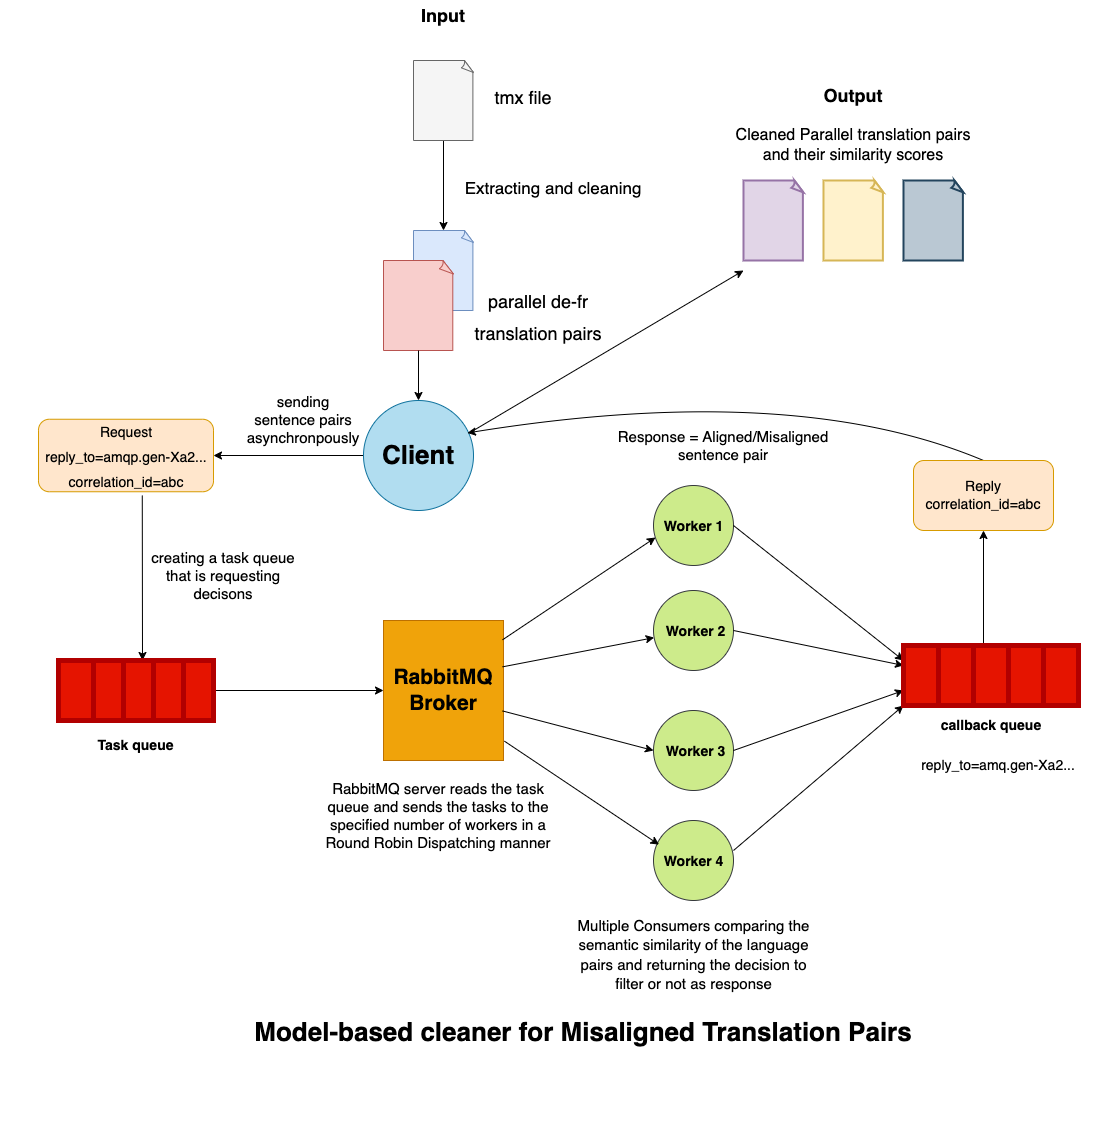 Input
tmx file
Output
Cleaned Parallel translation pairs
and their similarity scores
Extracting and cleaning
parallel de-fr
translation pairs
sending
sentence pairs
asynchronpously
Client
Request
reply_to=amqp.gen-Xa2...
correlation_id=abc
Response = Aligned/Misaligned
sentence pair
Reply
correlation_id=abc
creating a task queue
that is requesting
decisons
Worker 1
Worker 2
Worker 3
Worker 4
RabbitMQ
Broker
Task queue
callback queue
reply_to=amq.gen-Xa2...
RabbitMQ server reads the task
queue and sends the tasks to the
specified number of workers in a
Round Robin Dispatching manner
Multiple Consumers comparing the
semantic similarity of the language
pairs and returning the decision to
filter or not as response
Model-based cleaner for Misaligned Translation Pairs